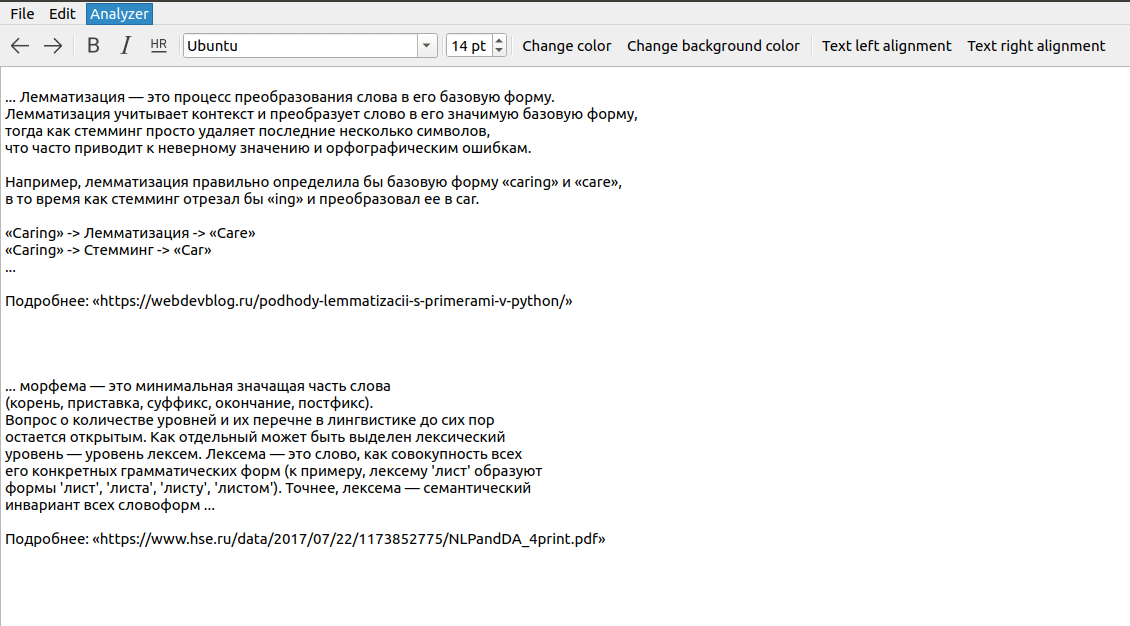 File Edit Analyzer
B I HR Ubuntu 14 pt Change color Change background color Text left alignment Text right alignment
... Лемматизация — это процесс преобразования слова в его базовую форму.
Лемматизация учитывает контекст и преобразует слово в его значимую базовую форму,
тогда как стемминг просто удаляет последние несколько символов,
что часто приводит к неверному значению и орфографическим ошибкам.
Например, лемматизация правильно определила бы базовую форму «caring» и «care»,
в то время как стемминг отрезал бы «ing» и преобразовал ее в car.
«Caring» -> Лемматизация -> «Care»
«Caring» -> Стемминг -> «Car»
...
Подробнее: «https://webdevblog.ru/podhody-lemmatizacii-s-primerami-v-python/»
... морфема — это минимальная значащая часть слова
(корень, приставка, суффикс, окончание, постфикс).
Вопрос о количестве уровней и их перечне в лингвистике до сих пор
остается открытым. Как отдельный может быть выделен лексический
уровень — уровень лексем. Лексема — это слово, как совокупность всех
его конкретных грамматических форм (к примеру, лексему 'лист' образуют
формы 'лист', 'листа', 'листу', 'листом'). Точнее, лексема — семантический
инвариант всех словоформ ...
Подробнее: «https://www.hse.ru/data/2017/07/22/1173852775/NLPandDA_4print.pdf»